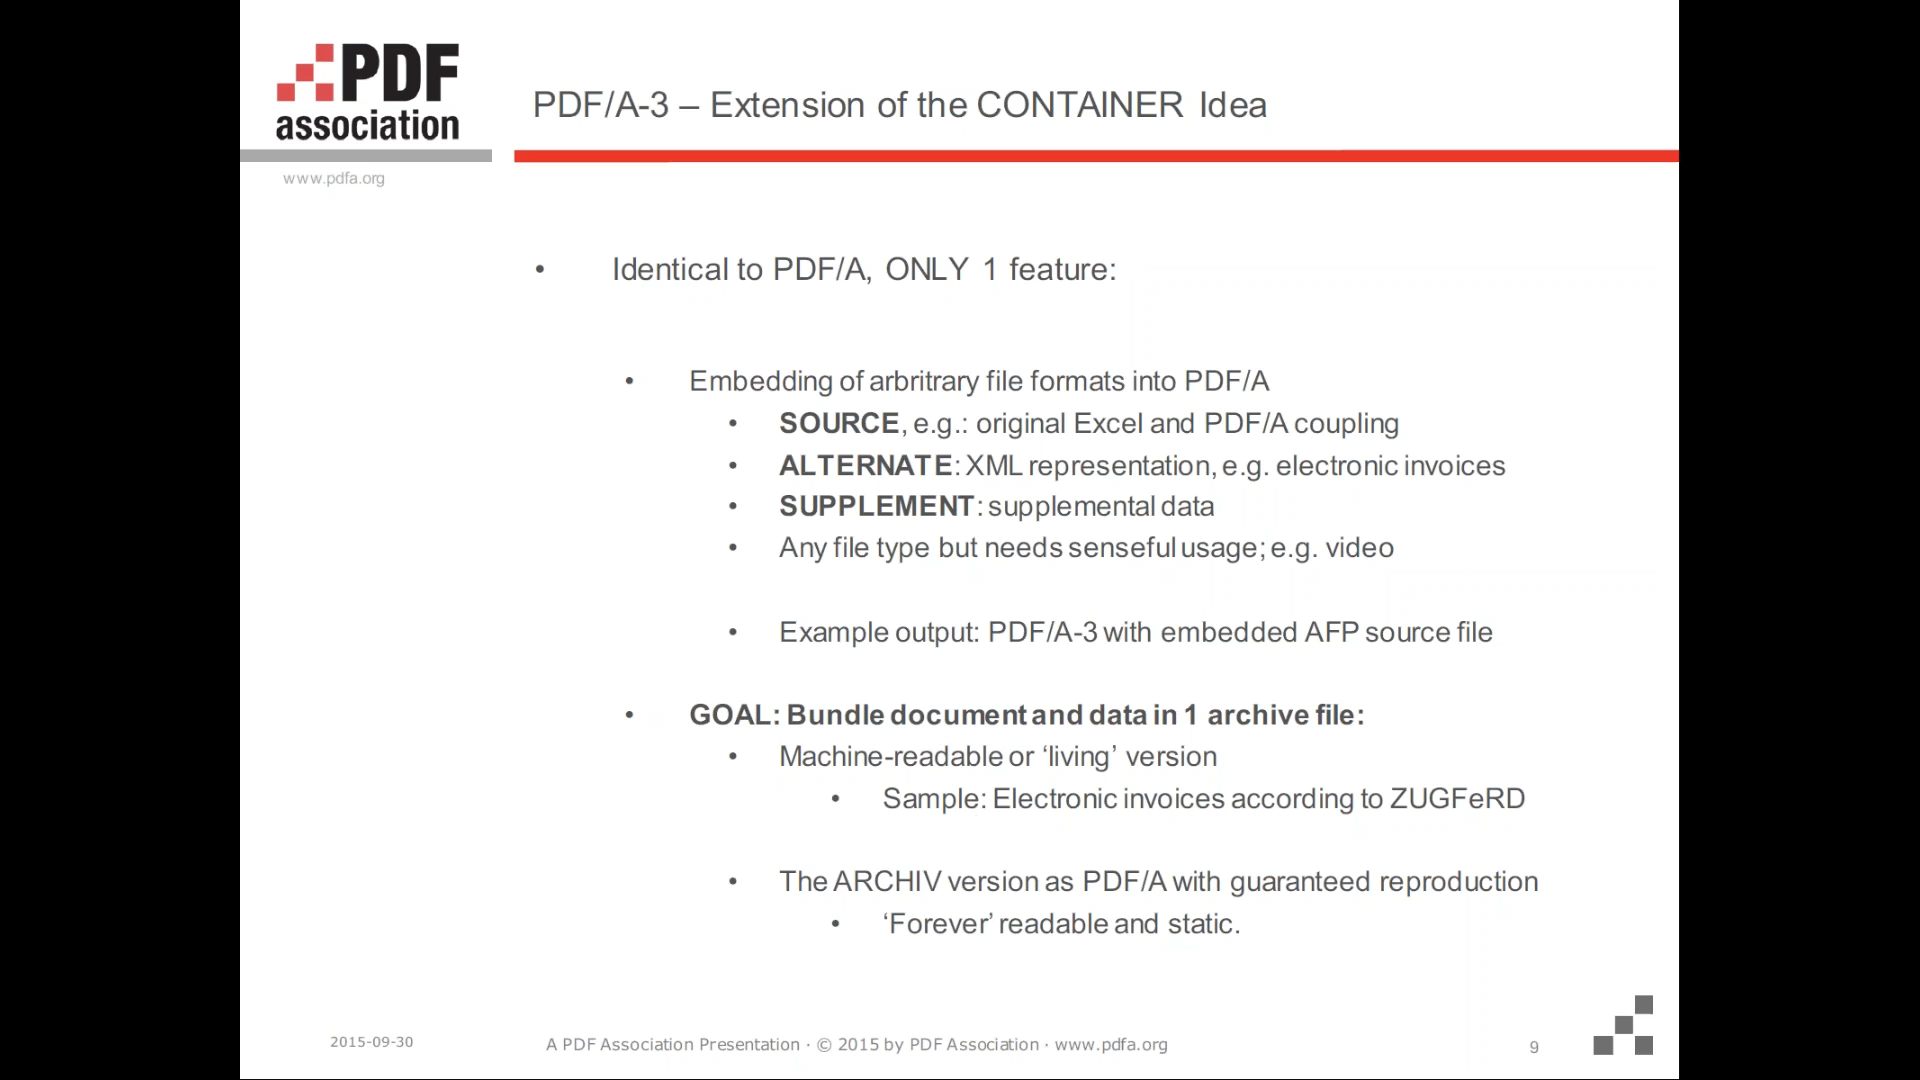 PDF
association
PDF/A-3 – Extension of the CONTAINER Idea
www.pdfa.org
• Identical to PDF/A, ONLY 1 feature:
• Embedding of arbritrary file formats into PDF/A
• SOURCE, e.g.: original Excel and PDF/A coupling
• ALTERNATE: XML representation, e.g. electronic invoices
• SUPPLEMENT: supplemental data
• Any file type but needs senseful usage; e.g. video
• Example output: PDF/A-3 with embedded AFP source file
• GOAL: Bundle document and data in 1 archive file:
• Machine-readable or ‘living’ version
• Sample: Electronic invoices according to ZUGFeRD
• The ARCHIV version as PDF/A with guaranteed reproduction
• ‘Forever’ readable and static.
2015-09-30
A PDF Association Presentation · © 2015 by PDF Association · www.pdfa.org
9